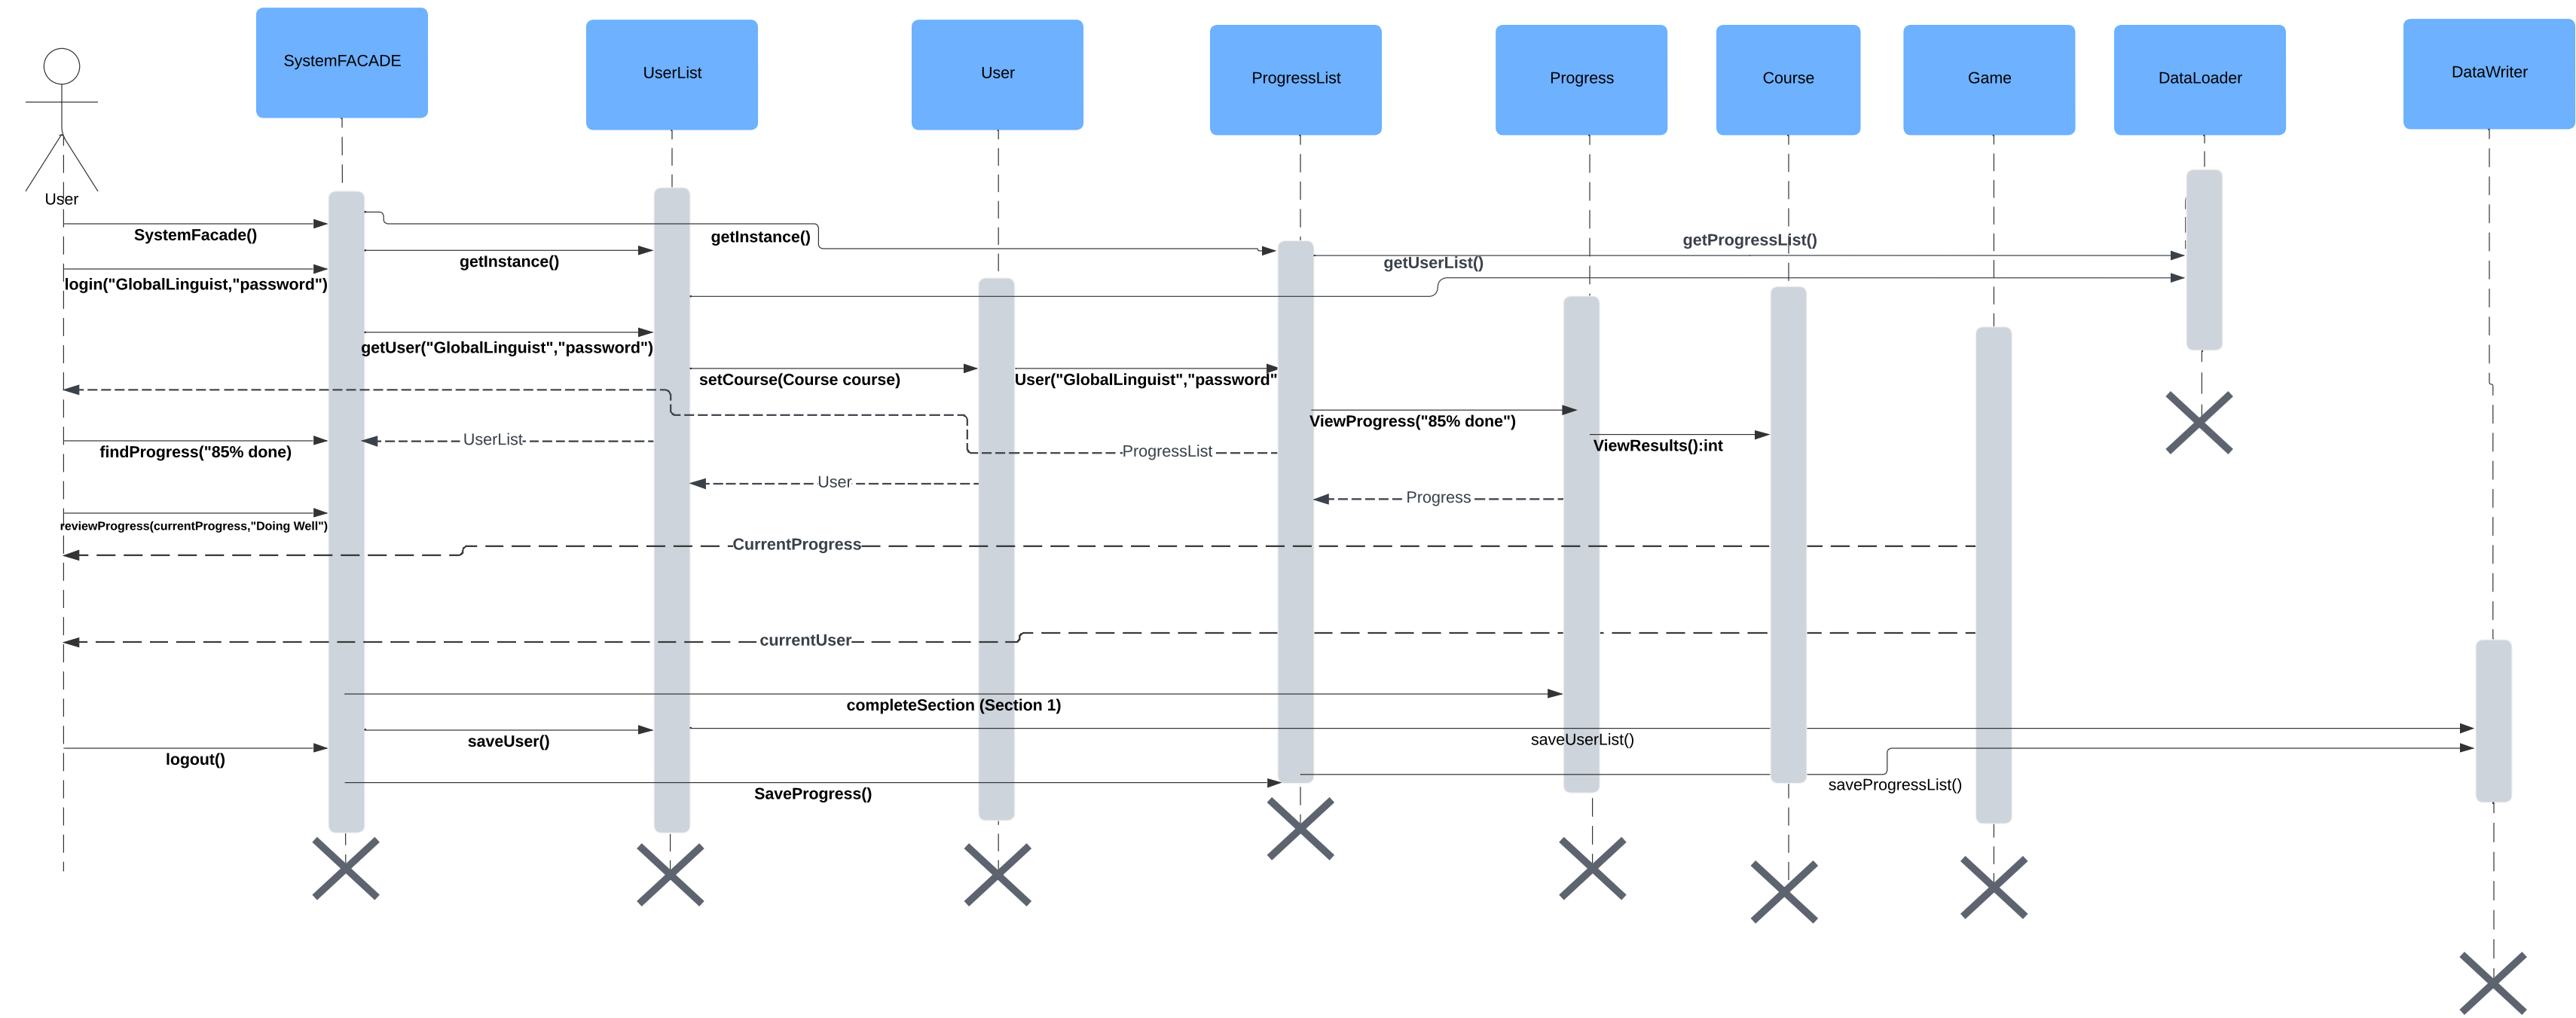 SystemFACADE
UserList
User
ProgressList
Progress
Course
Game
DataLoader
DataWriter
User
SystemFacade()
getInstance()
getProgressList()
getInstance()
getUserList()
login("GlobalLinguist,"password")
getUser("GlobalLinguist","password")
setCourse(Course course)
User("GlobalLinguist","password"
ViewProgress("85% done")
UserList
ViewResults():int
findProgress("85% done)
ProgressList
User
Progress
reviewProgress(currentProgress,"Doing Well")
CurrentProgress
currentUser
completeSection (Section 1)
saveUser()
saveUserList()
logout()
saveProgressList()
SaveProgress()